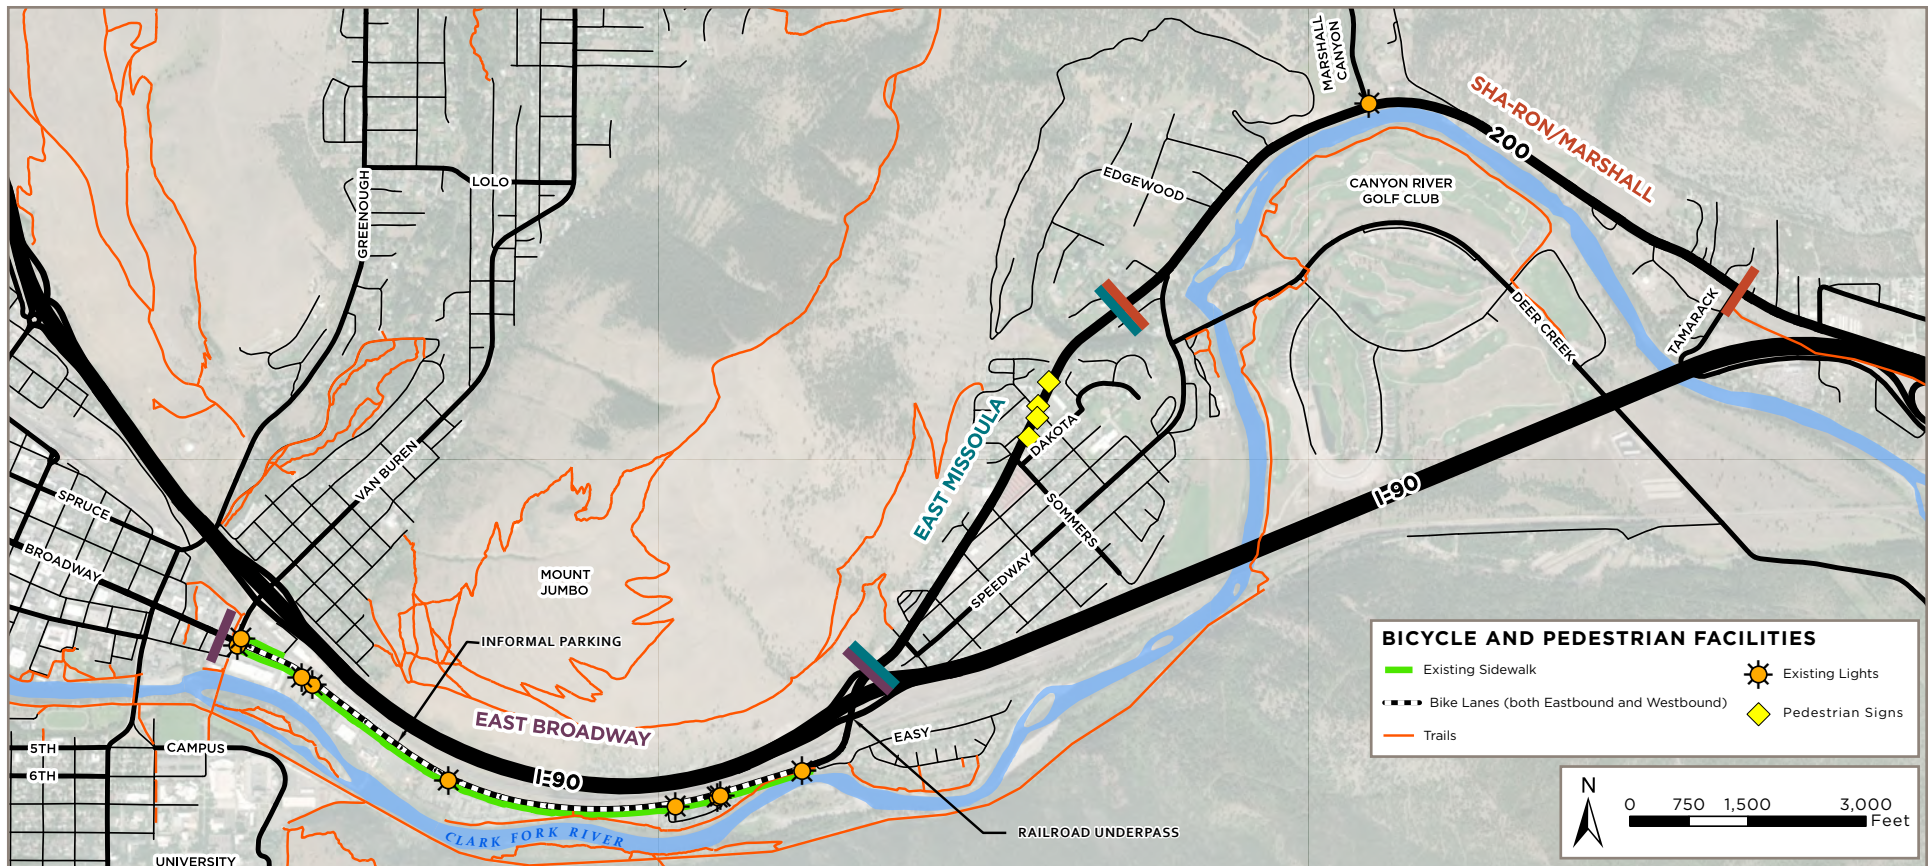 MARSHALL
CANYON
SHA-RON/MARSHALL
200
GREENOUGH
LOLO
EDGEWOOD
CANYON RIVER
GOLF CLUB
DEER CREEK
TAMARACK
VAN BUREN
EAST MISSOULA
DAKOTA
SPRUCE
I-90
SOMMERS
BROADWAY
SPEEDWAY
MOUNT
JUMBO
INFORMAL PARKING
EAST BROADWAY
EASY
5TH
CAMPUS
6TH
I-90
CLARK FORK RIVER
RAILROAD UNDERPASS
UNIVERSITY
BICYCLE AND PEDESTRIAN FACILITIES
Existing Sidewalk
Existing Lights
Bike Lanes (both Eastbound and Westbound)
Pedestrian Signs
Trails
N
0 750 1,500 3,000
Feet